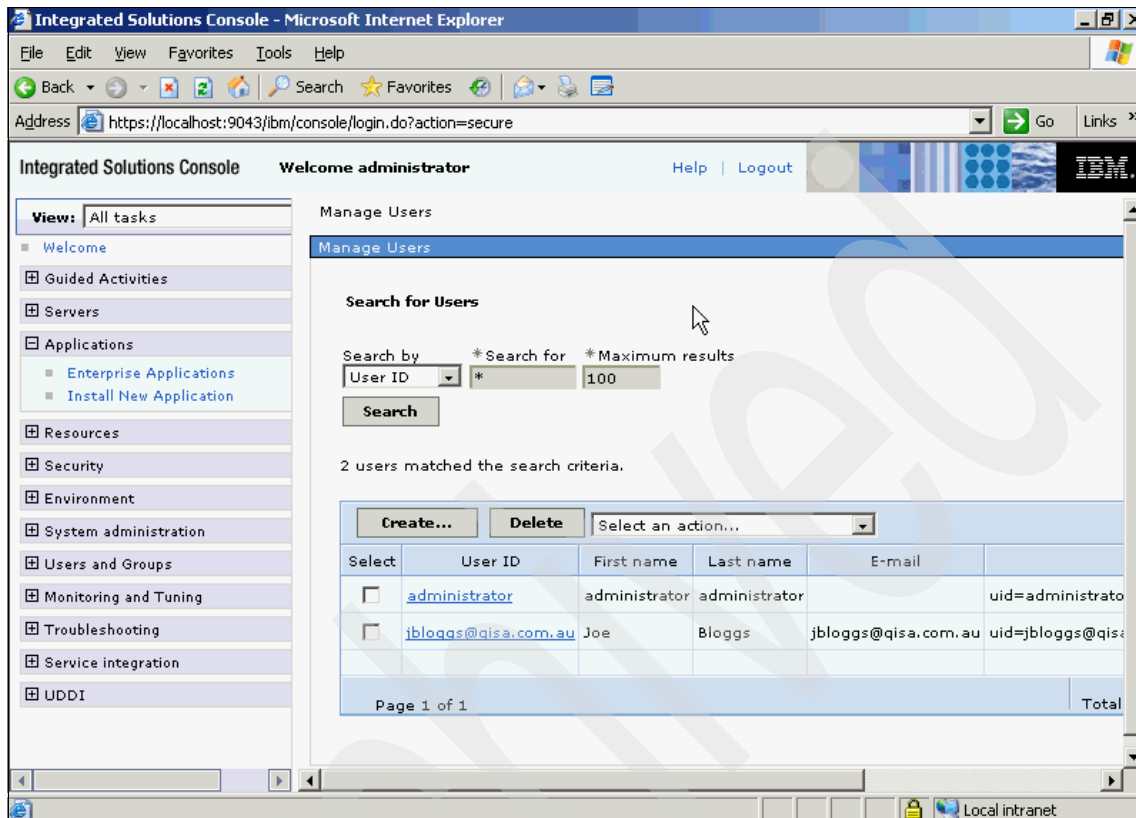 Integrated Solutions Console - Microsoft Internet Explorer
File Edit View Favorites Tools Help
Back Search Favorites
Address https://localhost:9043/ibm/console/login.do?action=secure Go Links »
Integrated Solutions Console Welcome administrator Help | Logout IBM.
View: All tasks
Welcome
Guided Activities
Servers
Applications
Enterprise Applications
Install New Application
Resources
Security
Environment
System administration
Users and Groups
Monitoring and Tuning
Troubleshooting
Service integration
UDDI
Manage Users
Manage Users
Search for Users
Search by *Search for *Maximum results
User ID * 100
Search
2 users matched the search criteria.
Create... Delete Select an action...
Select User ID First name Last name E-mail
administrator administrator administrator uid=administrato
jbloggs@qisa.com.au Joe Bloggs jbloggs@qisa.com.au uid=jbloggs@qisa
Page 1 of 1 Total
Local intranet